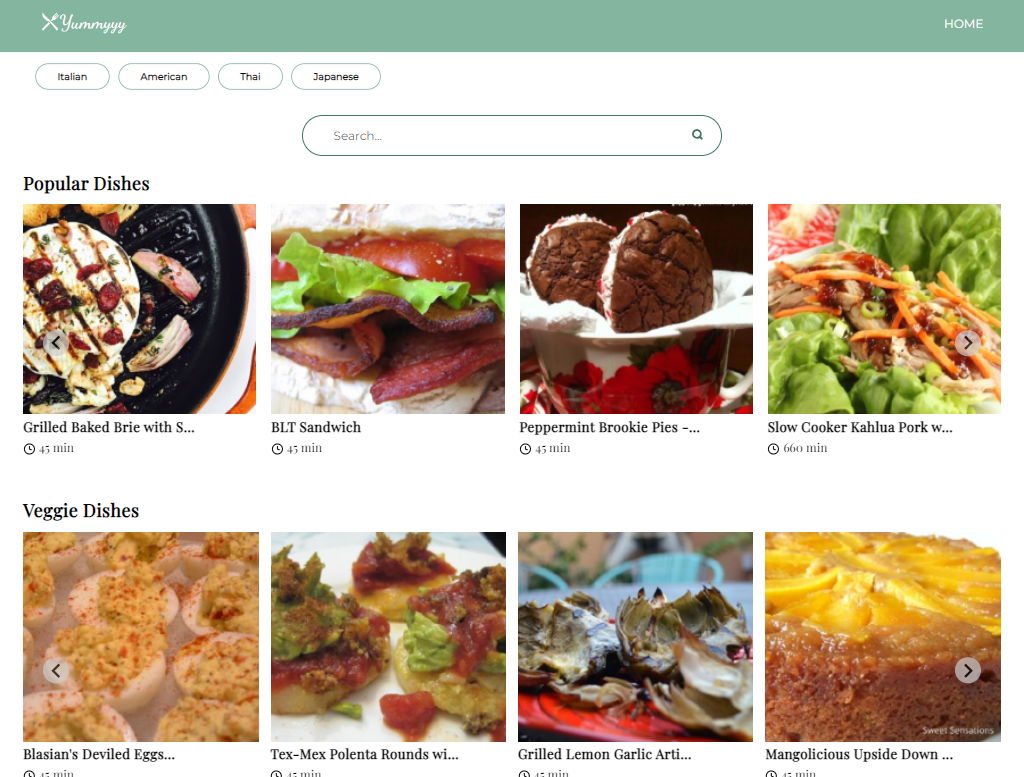 Yummyyy
HOME
Italian
American
Thai
Japanese
Search...
Popular Dishes
Grilled Baked Brie with S...
BLT Sandwich
Peppermint Brookie Pies -...
Slow Cooker Kahlua Pork w...
45 min
45 min
45 min
660 min
Veggie Dishes
Sweet Sensations
Blasian's Deviled Eggs...
Tex-Mex Polenta Rounds wi...
Grilled Lemon Garlic Arti...
Mangolicious Upside Down ...
45 min
45 min
45 min
45 min